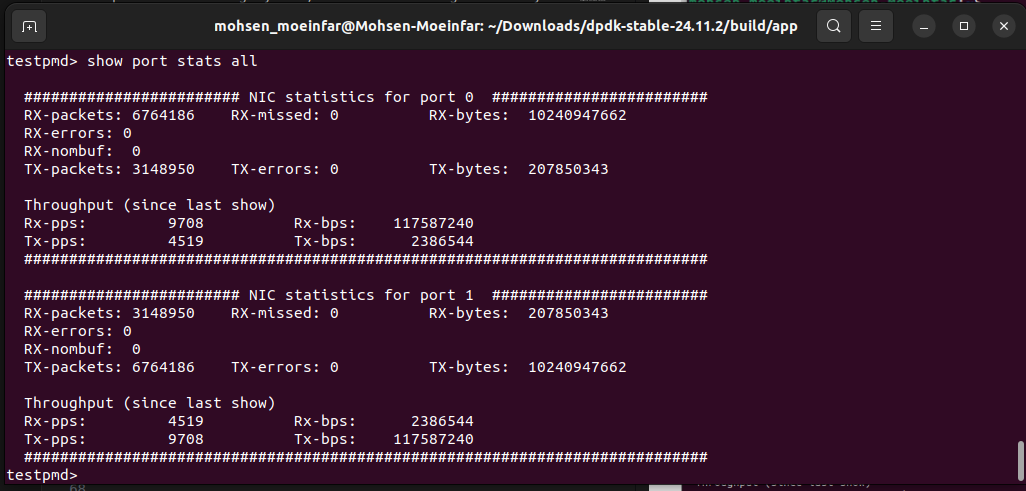 mohsen_moeinfar@Mohsen-Moeinfar: ~/Downloads/dpdk-stable-24.11.2/build/app
testpmd> show port stats all
######################## NIC statistics for port 0 ########################
RX-packets: 6764186 RX-missed: 0 RX-bytes: 10240947662
RX-errors: 0
RX-nombuf: 0
TX-packets: 3148950 TX-errors: 0 TX-bytes: 207850343
Throughput (since last show)
Rx-pps: 9708 Rx-bps: 117587240
Tx-pps: 4519 Tx-bps: 2386544
############################################################################
######################## NIC statistics for port 1 ########################
RX-packets: 3148950 RX-missed: 0 RX-bytes: 207850343
RX-errors: 0
RX-nombuf: 0
TX-packets: 6764186 TX-errors: 0 TX-bytes: 10240947662
Throughput (since last show)
Rx-pps: 4519 Rx-bps: 2386544
Tx-pps: 9708 Tx-bps: 117587240
############################################################################
testpmd>
68